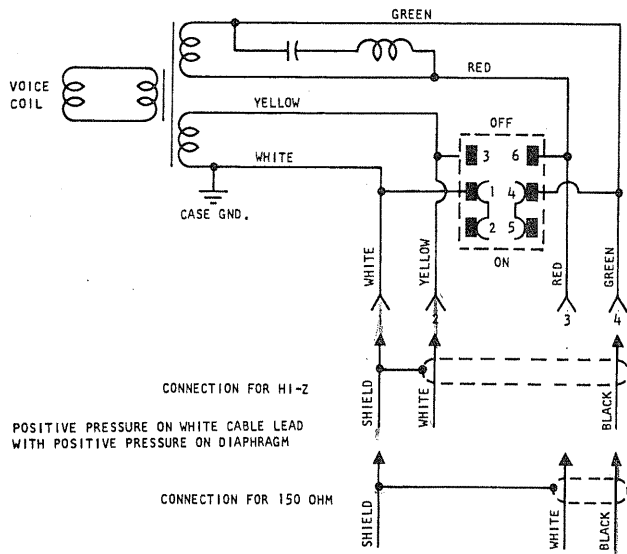 GREEN
RED
VOICE
COIL
YELLOW
OFF
3 6
WHITE
1 4
CASE GND.
2 5
ON
WHITE
YELLOW
RED
GREEN
1 2 3 4
CONNECTION FOR HI-Z
SHIELD
WHITE
BLACK
POSITIVE PRESSURE ON WHITE CABLE LEAD
WITH POSITIVE PRESSURE ON DIAPHRAGM
CONNECTION FOR 150 OHM
SHIELD
WHITE
BLACK